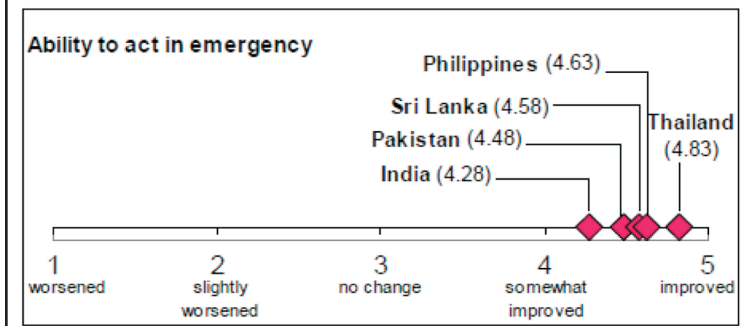 Ability to act in emergency
Philippines (4.63)
Sri Lanka (4.58)
Thailand
(4.83)
Pakistan (4.48)
India (4.28)
1 2 3 4 5
worsened slightly no change somewhat improved
worsened improved